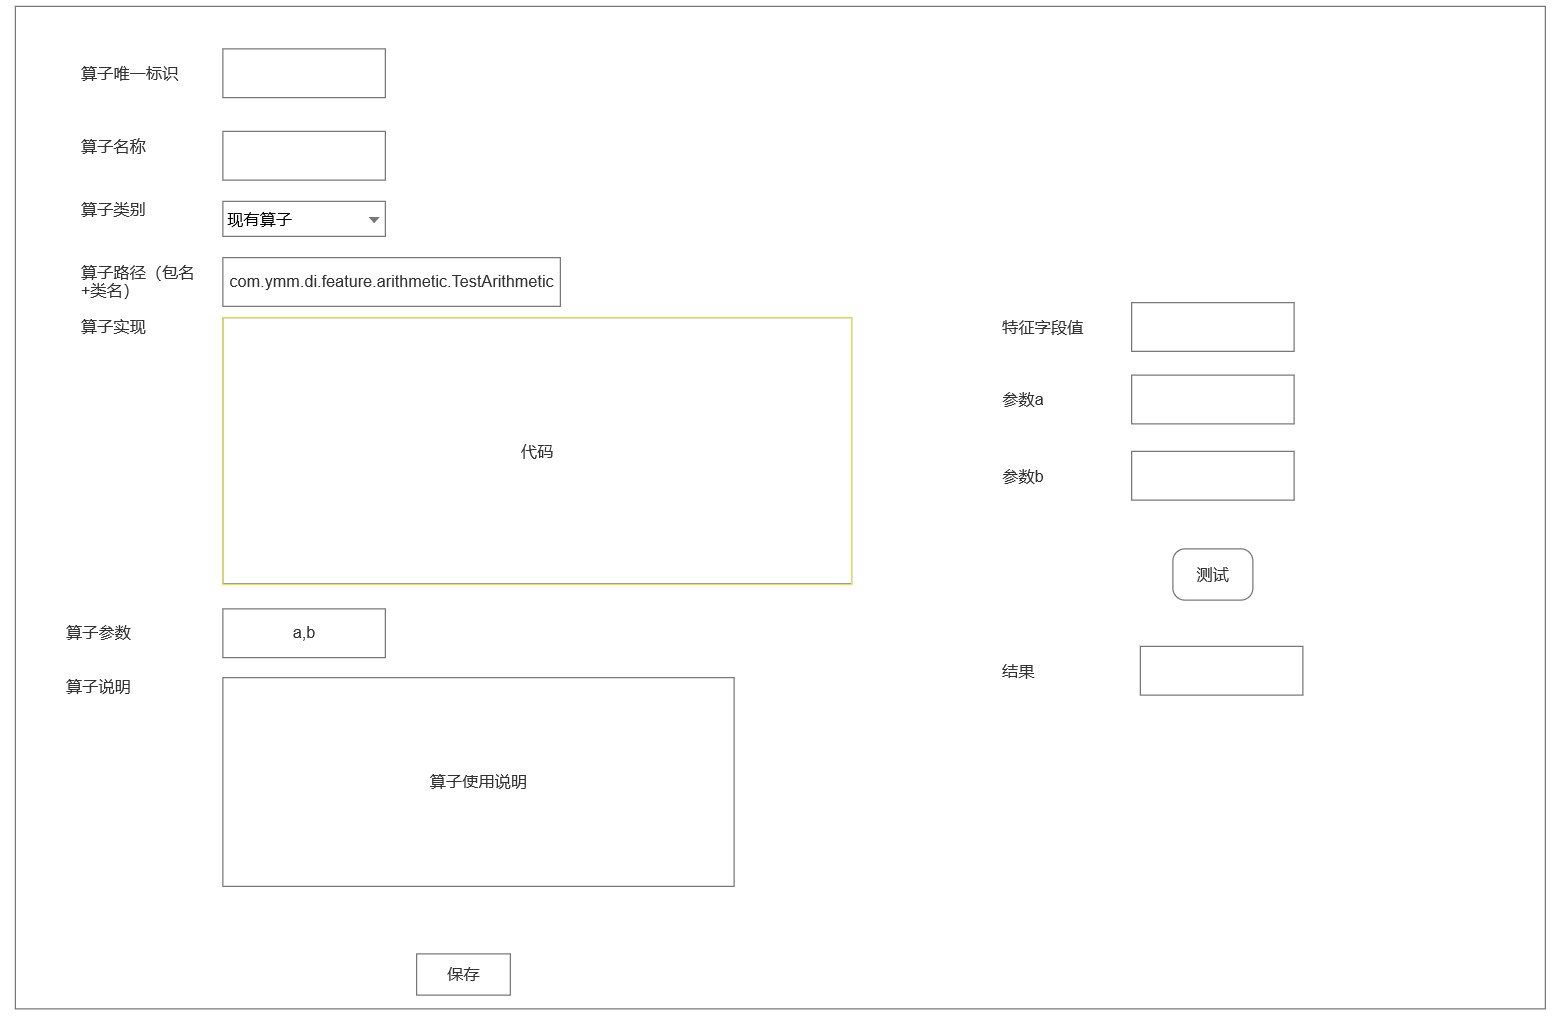 算子唯一标识
算子名称
算子类别
现有算子
算子路径（包名
+类名）
com.ymm.di.feature.arithmetic.TestArithmetic
算子实现
代码
算子参数
a,b
算子说明
算子使用说明
保存
特征字段值
参数a
参数b
测试
结果